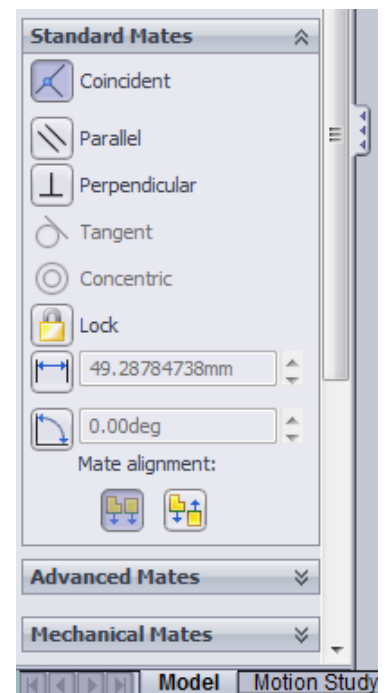 Standard Mates
Coincident
Parallel
Perpendicular
Tangent
Concentric
Lock
49.28784738mm
0.00deg
Mate alignment:
Advanced Mates
Mechanical Mates
Model Motion Study